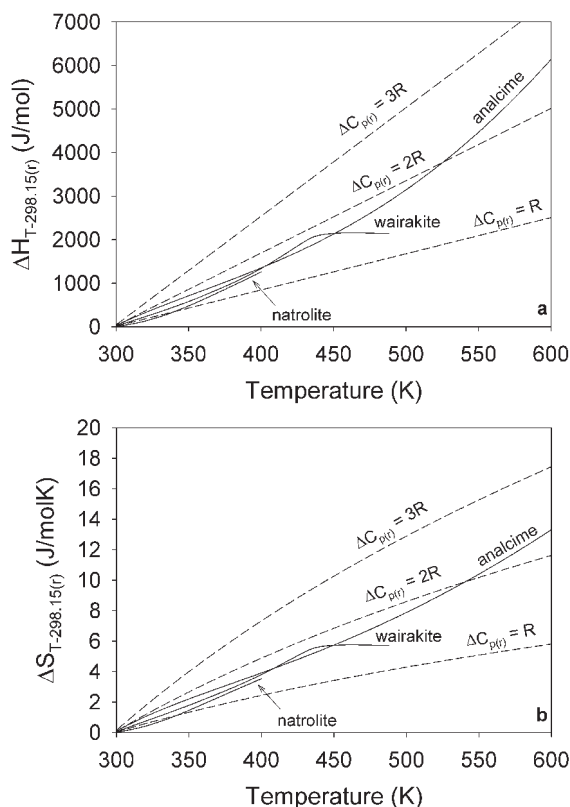 7000
6000
5000
4000
3000
2000
1000
0
ΔH_T-298.15(r) (J/mol)
ΔC_p(r) = 3R
ΔC_p(r) = 2R
analcime
wairakite
ΔC_p(r) = R
natrolite
a
300 350 400 450 500 550 600
Temperature (K)
20
18
16
14
12
10
8
6
4
2
0
ΔS_T-298.15(r) (J/molK)
ΔC_p(r) = 3R
analcime
ΔC_p(r) = 2R
wairakite
ΔC_p(r) = R
natrolite
b
300 350 400 450 500 550 600
Temperature (K)